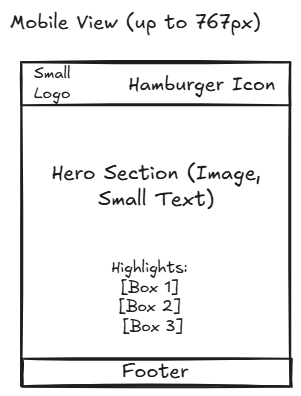 Mobile View (up to 767px)
Small
Logo
Hamburger Icon
Hero Section (Image,
Small Text)
Highlights:
[Box 1]
[Box 2]
[Box 3]
Footer